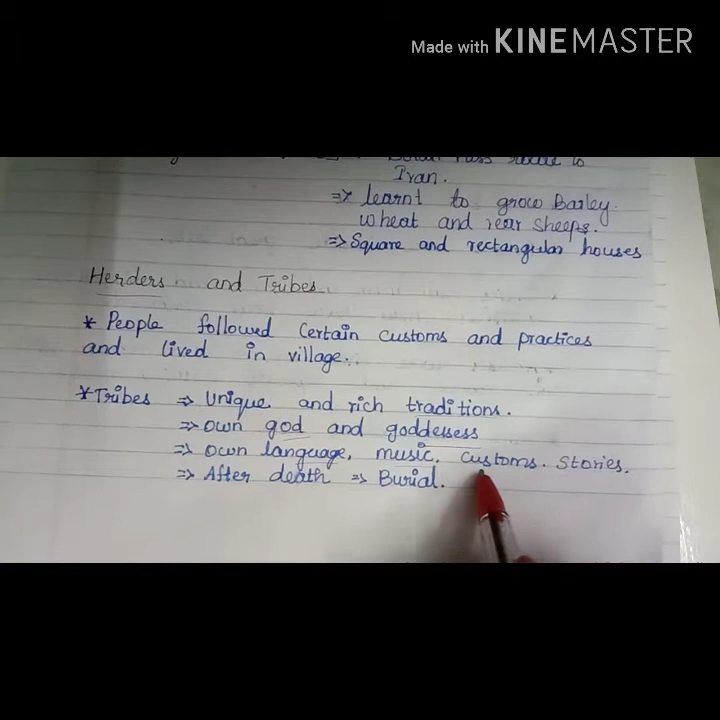 Made with KINEMASTER
to
Iran.
=> learnt to grow Barley.
wheat and rear sheeps.
=> Square and rectangular houses
Herders and Tribes
* People followed certain customs and practices
and lived in village.
* Tribes => Unique and rich traditions.
=> own god and goddessess
=> own language, music, customs. Stories.
=> After death => Burial.